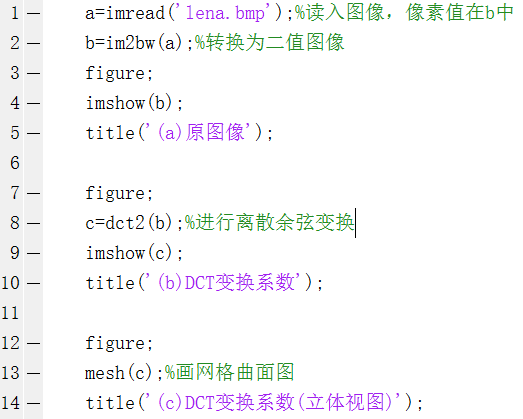 1 — a=imread('lena.bmp');%读入图像，像素值在b中
2 — b=im2bw(a);%转换为二值图像
3 — figure;
4 — imshow(b);
5 — title('(a)原图像');
6
7 — figure;
8 — c=dct2(b);%进行离散余弦变换
9 — imshow(c);
10 — title('(b)DCT变换系数');
11
12 — figure;
13 — mesh(c);%画网格曲面图
14 — title('(c)DCT变换系数(立体视图)');